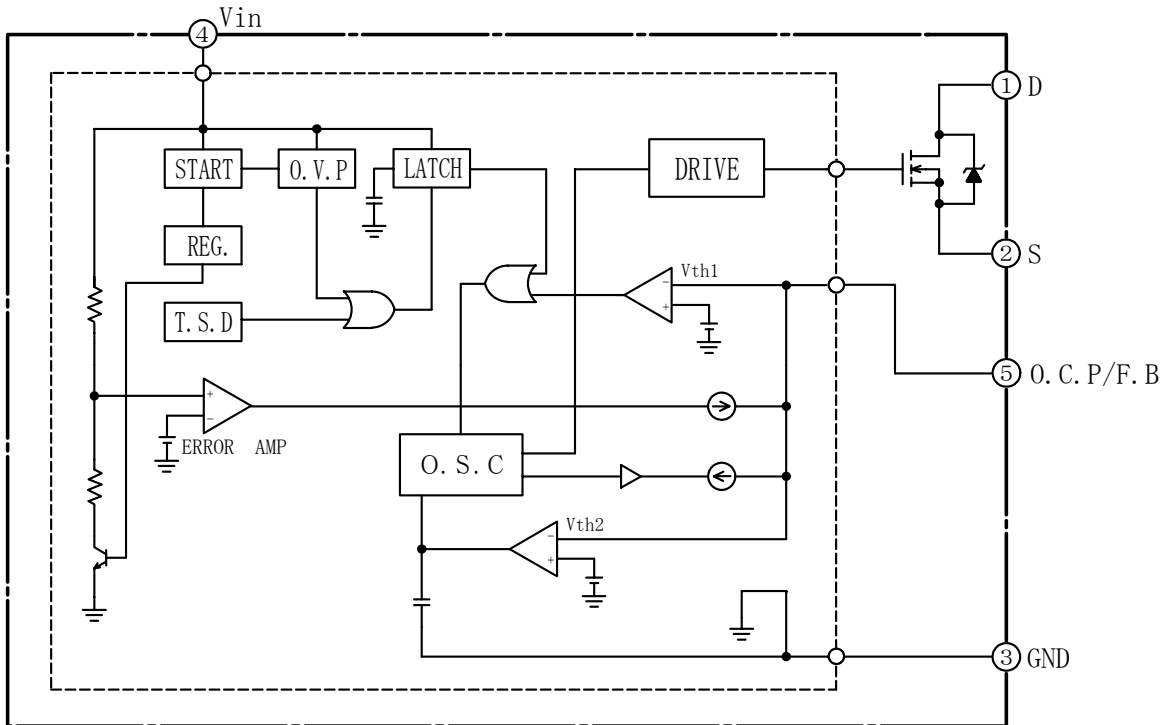 ④ Vin
① D
START
O.V.P
LATCH
DRIVE
REG.
② S
Vth1
-
+
T.S.D
⑤ O.C.P/F.B
+
-
ERROR AMP
O.S.C
Vth2
-
+
③ GND